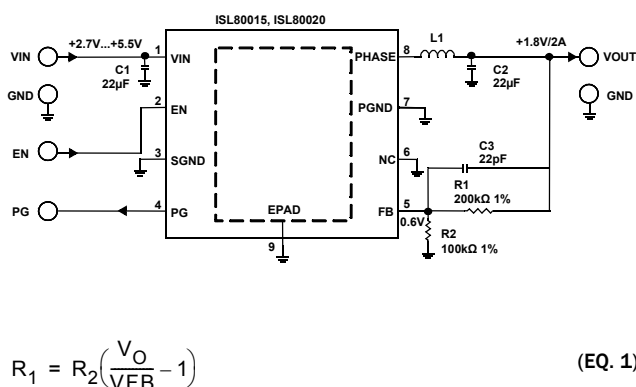 ISL80015, ISL80020
VIN
+2.7V...+5.5V
1
VIN
C1
22µF
GND
2
EN
EN
3
SGND
PG
4
PG
EPAD
9
PHASE
8
L1
+1.8V/2A
VOUT
C2
22µF
GND
7
PGND
C3
22pF
6
NC
R1
200kΩ 1%
5
FB
0.6V
R2
100kΩ 1%
R1 = R2(VO/VFB – 1)
(EQ. 1)